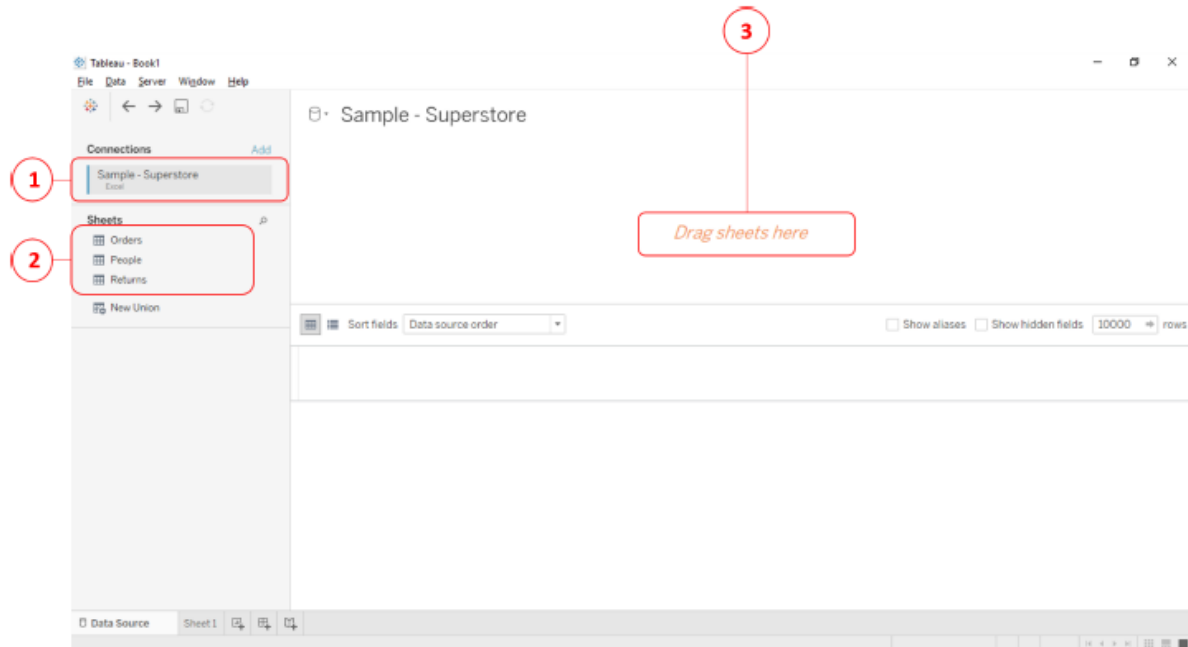 3
Tableau - Book1
File Data Server Window Help
Sample - Superstore
Connections Add
1
Sample - Superstore
Excel
Sheets
2
Orders
People
Returns
New Union
Drag sheets here
Sort fields Data source order Show aliases Show hidden fields 10000 rows
Data Source Sheet1